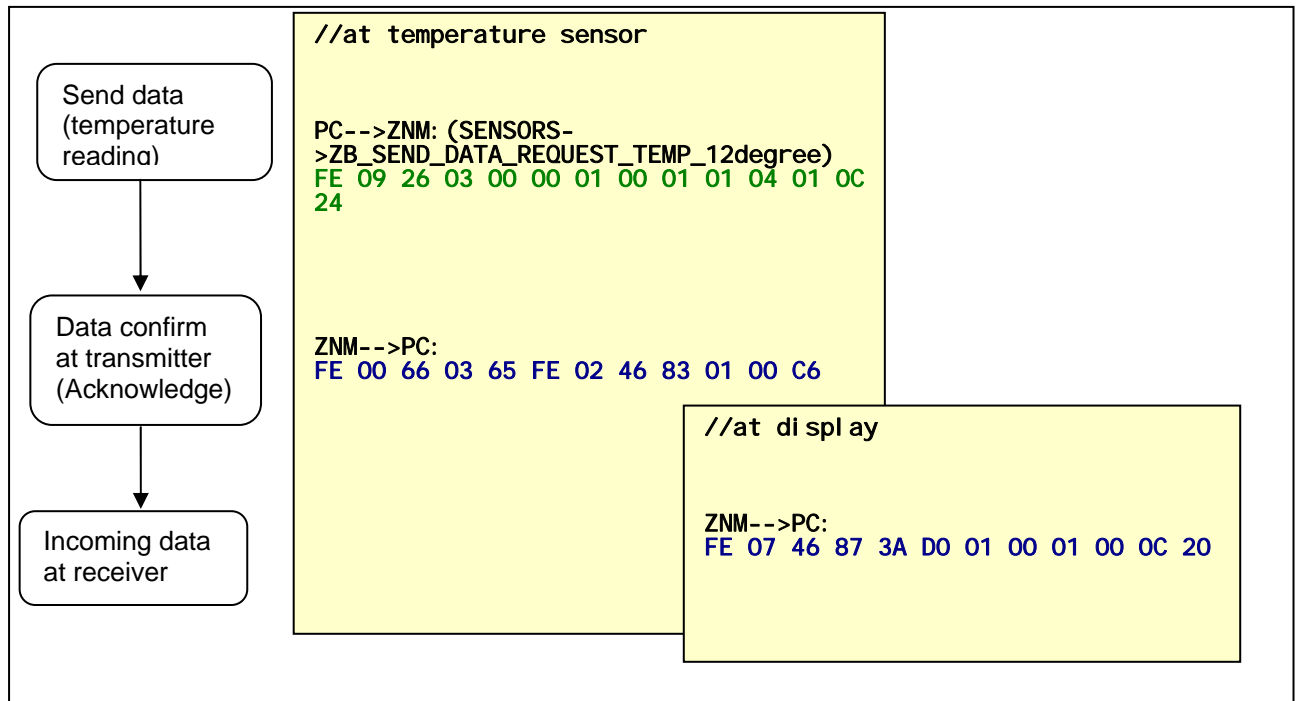 Send data
(temperature
reading)
//at temperature sensor
PC-->ZNM: (SENSORS-
>ZB_SEND_DATA_REQUEST_TEMP_12degree)
FE 09 26 03 00 00 01 00 01 01 04 01 0C
24
Data confirm
at transmitter
(Acknowledge)
ZNM-->PC:
FE 00 66 03 65 FE 02 46 83 01 00 C6
Incoming data
at receiver
//at display
ZNM-->PC:
FE 07 46 87 3A D0 01 00 01 00 0C 20